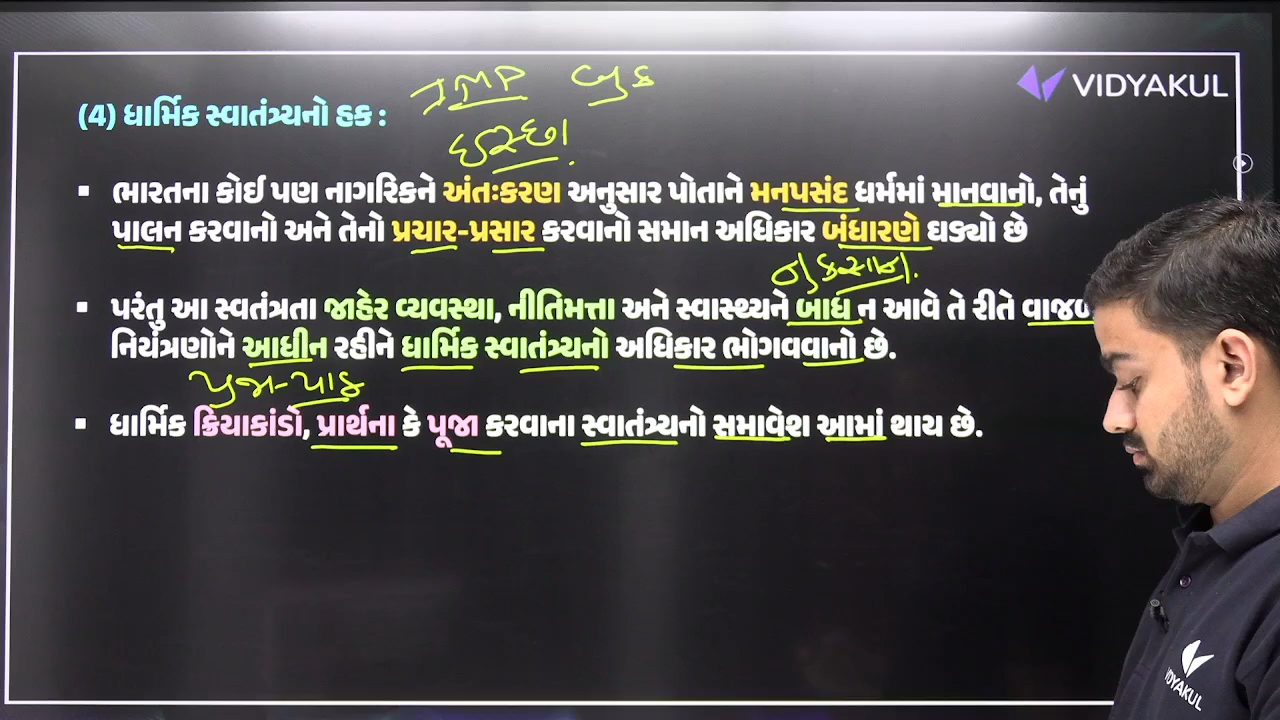 IMP બુક
VIDYAKUL
(4) ધાર્મિક સ્વાતંત્ર્યનો હક :
ઇચ્છા
▪ ભારતના કોઈ પણ નાગરિકને અંતઃકરણ અનુસાર પોતાને મનપસંદ ધર્મમાં માનવાનો, તેનું
પાલન કરવાનો અને તેનો પ્રચાર-પ્રસાર કરવાનો સમાન અધિકાર બંધારણે ઘડ્યો છે
નુકસાન
▪ પરંતુ આ સ્વતંત્રતા જાહેર વ્યવસ્થા, નીતિમત્તા અને સ્વાસ્થ્યને બાધ ન આવે તે રીતે
નિયંત્રણોને આધીન રહીને ધાર્મિક સ્વાતંત્ર્યનો અધિકાર ભોગવવાનો છે.
પુજા-પાઠ
▪ ધાર્મિક ક્રિયાકાંડો, પ્રાર્થના કે પૂજા કરવાના સ્વાતંત્ર્યનો સમાવેશ આમાં થાય છે.
VIDYAKUL